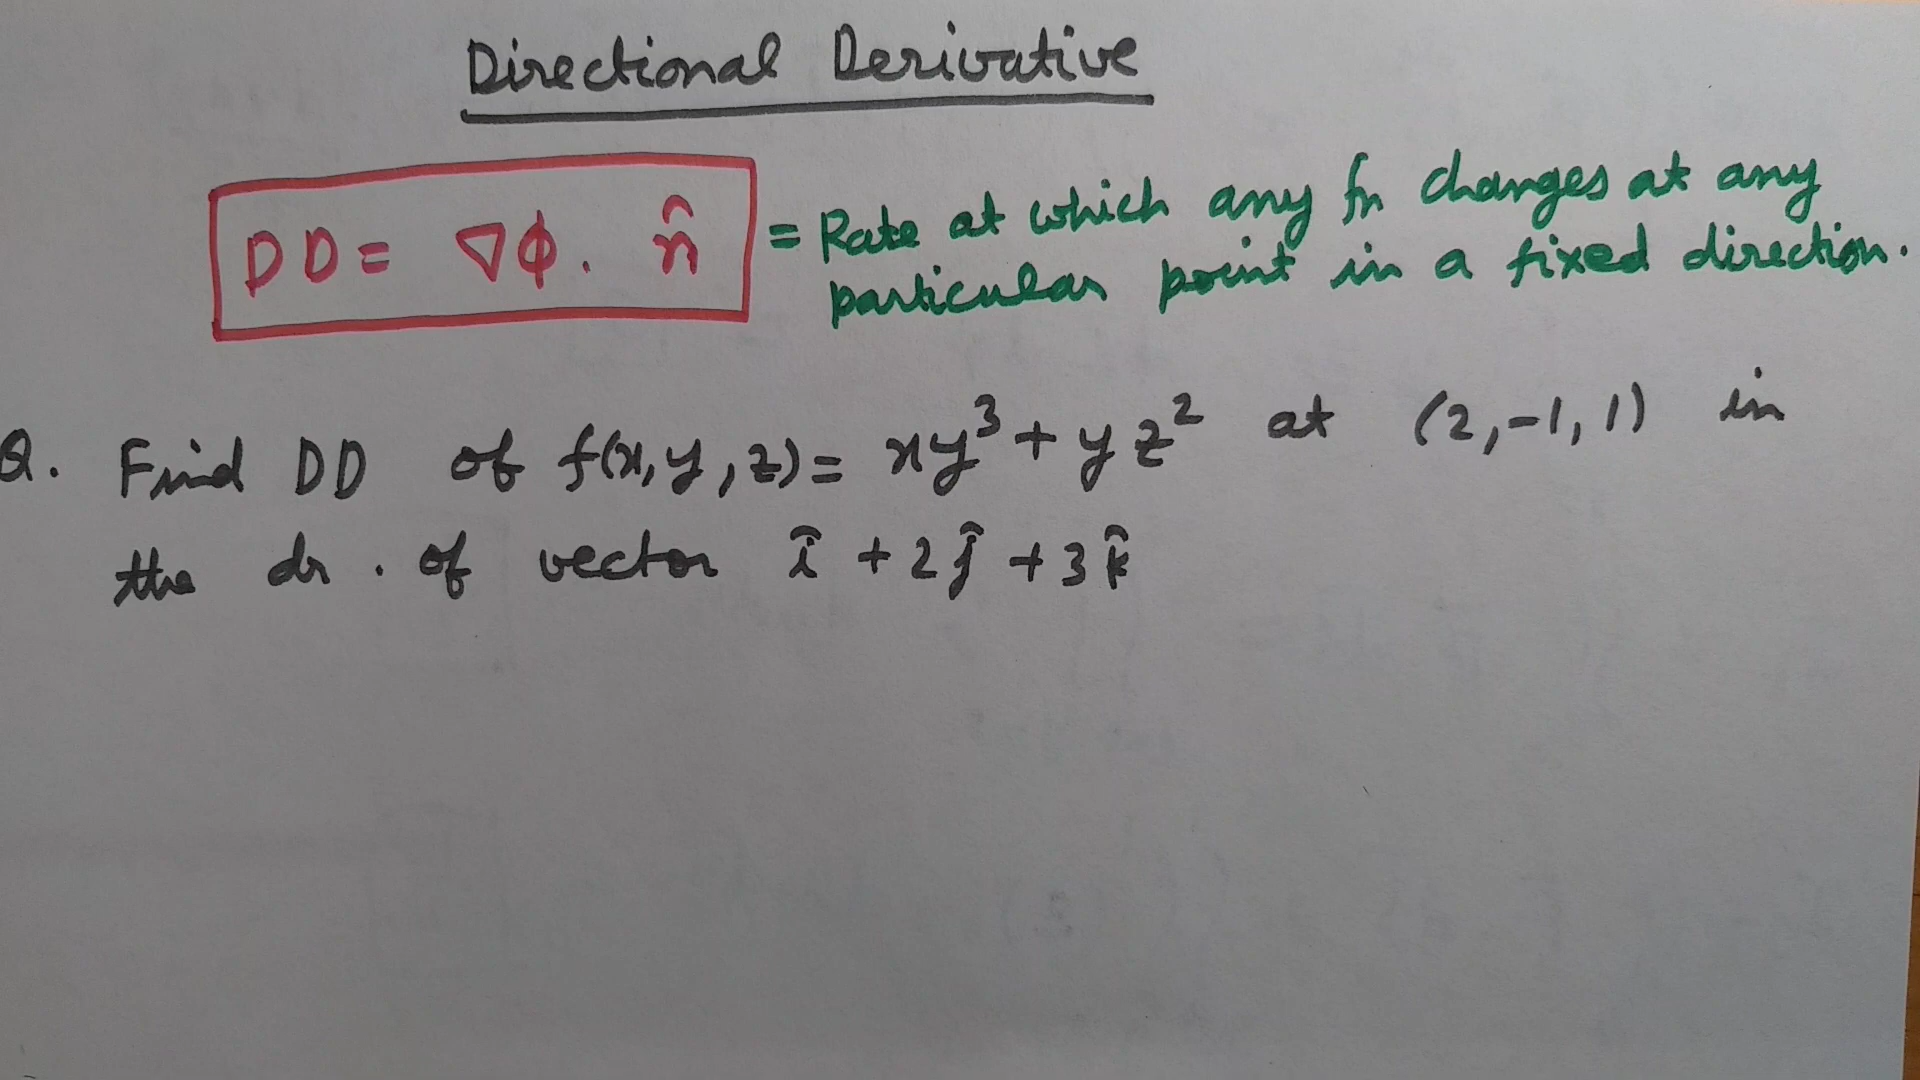 Directional Derivative
DD = ∇ϕ . n̂ = Rate at which any fn changes at any
particular point in a fixed direction.
Q. Find DD of f(x,y,z) = xy³ + yz² at (2,-1,1) in
the dr. of vector î + 2ĵ + 3k̂